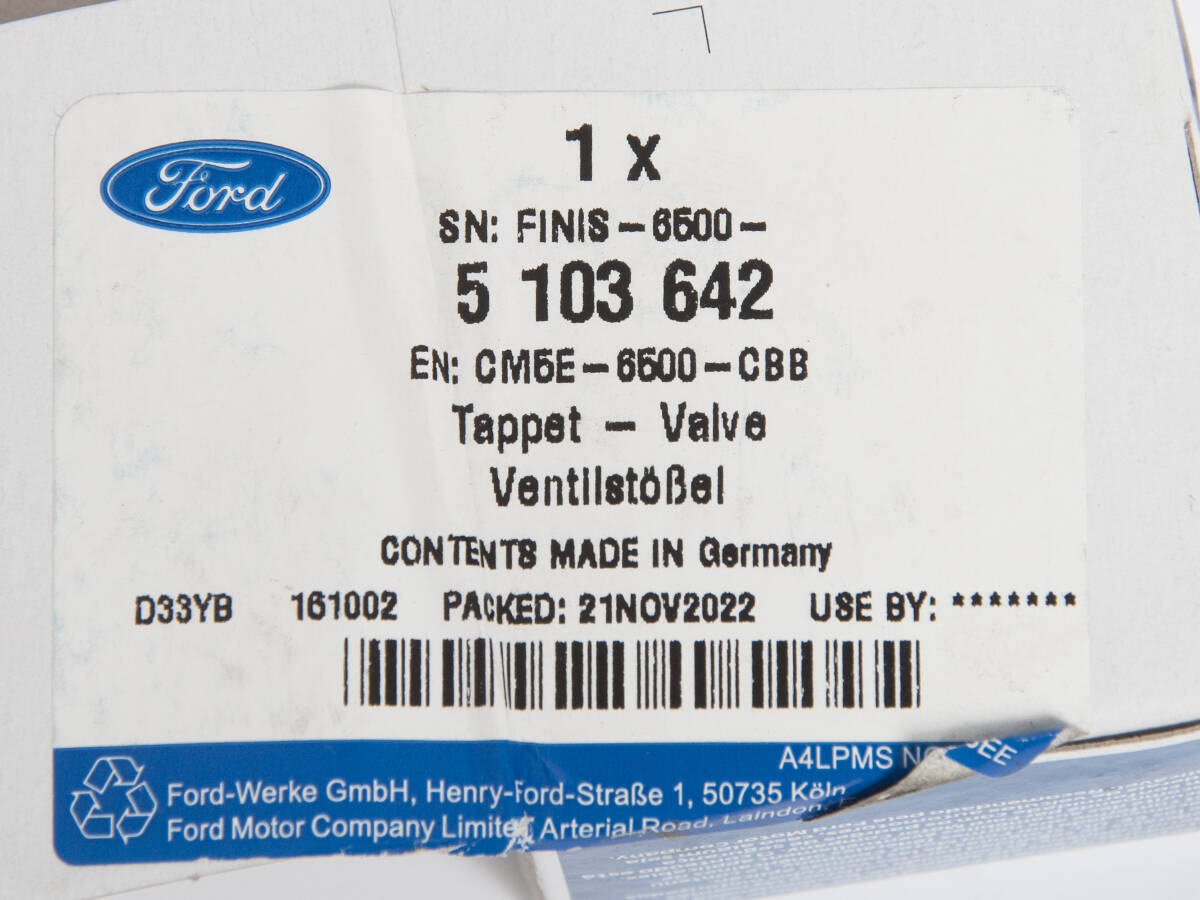 Ford
1 x
SN: FINIS-6500-
5 103 642
EN: CM5E-6500-CBB
Tappet - Valve
Ventilstößel
CONTENTS MADE IN Germany
D33YB 161002 PACKED: 21NOV2022 USE BY: *******
A4LPMS
Ford-Werke GmbH, Henry-Ford-Straße 1, 50735 Köln
Ford Motor Company Limited, Arterial Road, Laindon,